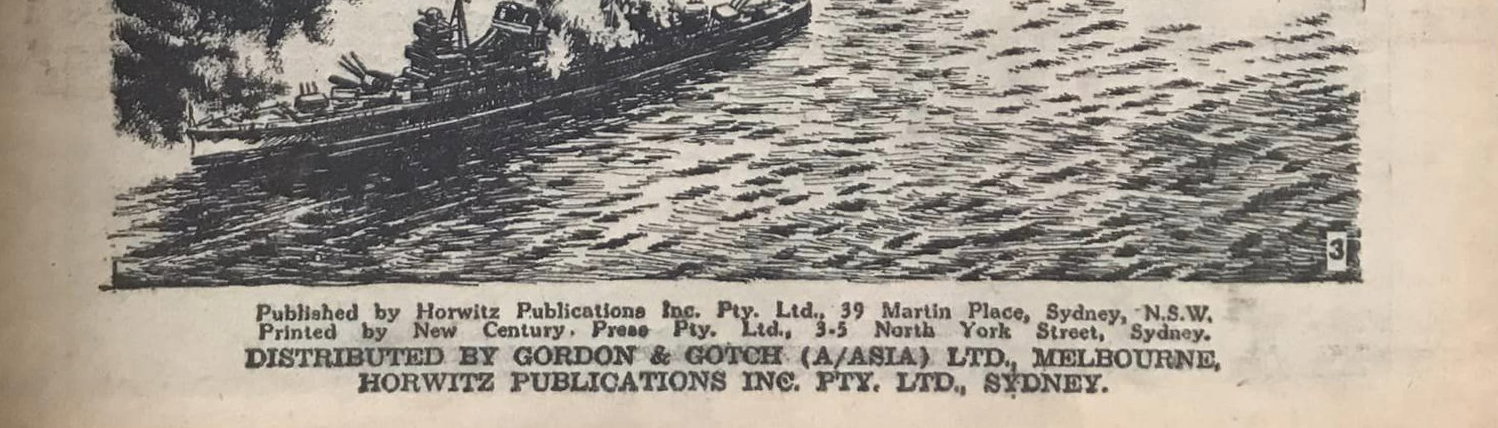 3
Published by Horwitz Publications Inc. Pty. Ltd., 39 Martin Place, Sydney, N.S.W.
Printed by New Century Press Pty. Ltd., 3-5 North York Street, Sydney.
DISTRIBUTED BY GORDON & GOTCH (A/ASIA) LTD., MELBOURNE,
HORWITZ PUBLICATIONS INC. PTY. LTD., SYDNEY.